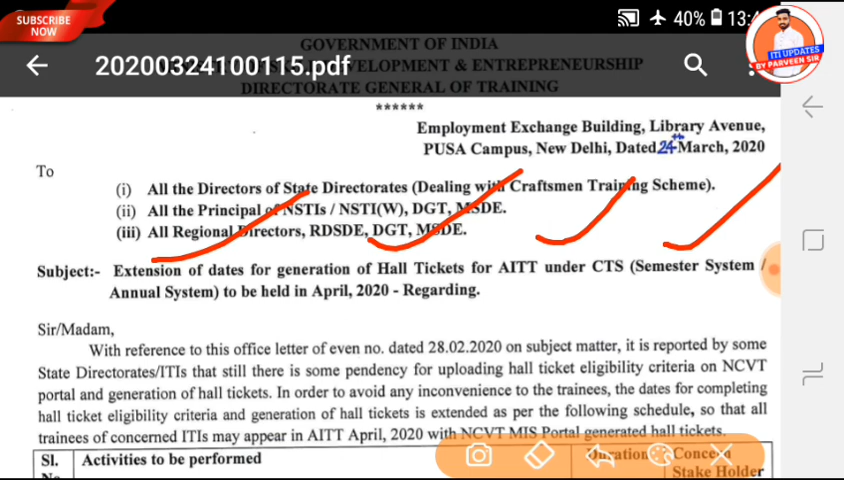 SUBSCRIBE
NOW
40% 13:4
GOVERNMENT OF INDIA
20200324100115.pdf VELOPMENT & ENTREPRENEURSHIP
DIRECTORATE GENERAL OF TRAINING
******
ITI UPDATES
BY PARVEEN SIR
Employment Exchange Building, Library Avenue,
PUSA Campus, New Delhi, Dated 24th March, 2020
To
(i) All the Directors of State Directorates (Dealing with Craftsmen Training Scheme).
(ii) All the Principal of NSTIs / NSTI(W), DGT, MSDE.
(iii) All Regional Directors, RDSDE, DGT, MSDE.
Subject:- Extension of dates for generation of Hall Tickets for AITT under CTS (Semester System /
Annual System) to be held in April, 2020 - Regarding.
Sir/Madam,
With reference to this office letter of even no. dated 28.02.2020 on subject matter, it is reported by some
State Directorates/ITIs that still there is some pendency for uploading hall ticket eligibility criteria on NCVT
portal and generation of hall tickets. In order to avoid any inconvenience to the trainees, the dates for completing
hall ticket eligibility criteria and generation of hall tickets is extended as per the following schedule, so that all
trainees of concerned ITIs may appear in AITT April, 2020 with NCVT MIS Portal generated hall tickets.
Sl. Activities to be performed Duration Concern
Stake Holder